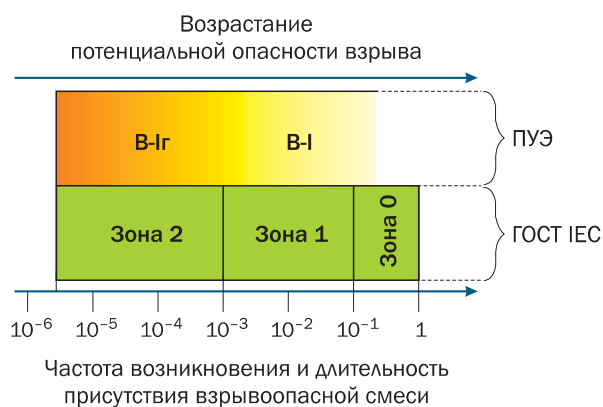 Возрастание
потенциальной опасности взрыва
В-Іг
В-І
ПУЭ
Зона 2
Зона 1
Зона 0
ГОСТ IEC
10⁻⁶ 10⁻⁵ 10⁻⁴ 10⁻³ 10⁻² 10⁻¹ 1
Частота возникновения и длительность
присутствия взрывоопасной смеси